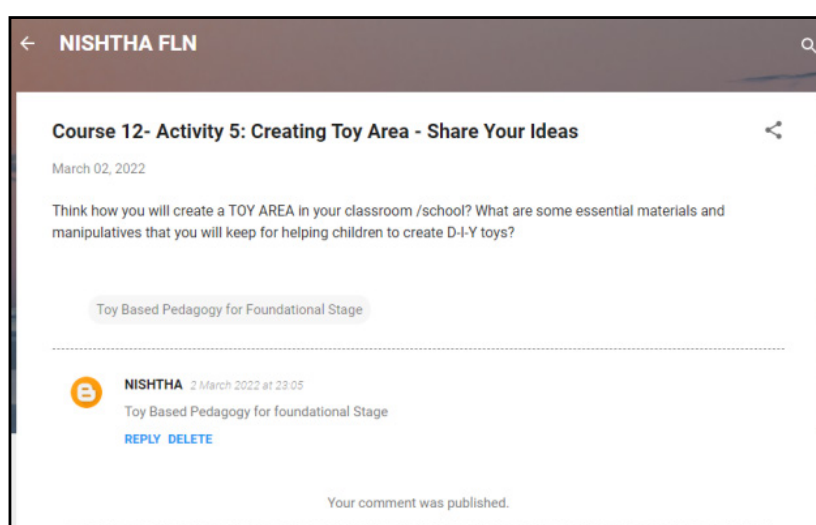 NISHTHA FLN
Course 12- Activity 5: Creating Toy Area - Share Your Ideas
March 02, 2022
Think how you will create a TOY AREA in your classroom /school? What are some essential materials and
manipulatives that you will keep for helping children to create D-I-Y toys?
Toy Based Pedagogy for Foundational Stage
NISHTHA 2 March 2022 at 23:05
Toy Based Pedagogy for foundational Stage
REPLY DELETE
Your comment was published.